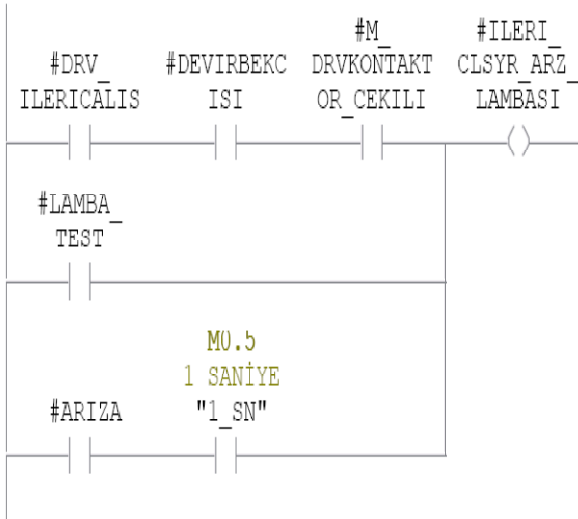 #M_
#ILERI_
#DRV_
#DEVIRBEKC
DRVKONTAKT
CLSYR_ARZ_
ILERICALIS
ISI
OR_CEKILI
LAMBASI
#LAMBA_
TEST
M0.5
1 SANİYE
#ARIZA
"1_SN"